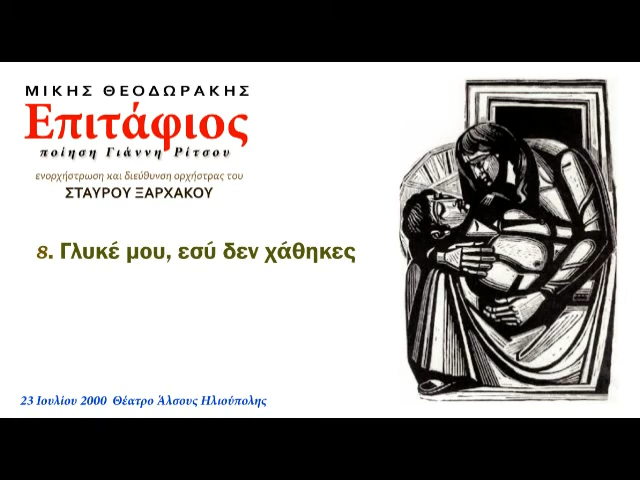 ΜΙΚΗΣ ΘΕΟΔΩΡΑΚΗΣ
Επιτάφιος
ποίηση Γιάννη Ρίτσου
ενορχήστρωση και διεύθυνση ορχήστρας του
ΣΤΑΥΡΟΥ ΞΑΡΧΑΚΟΥ
8. Γλυκέ μου, εσύ δεν χάθηκες
23 Ιουλίου 2000 Θέατρο Άλσους Ηλιούπολης